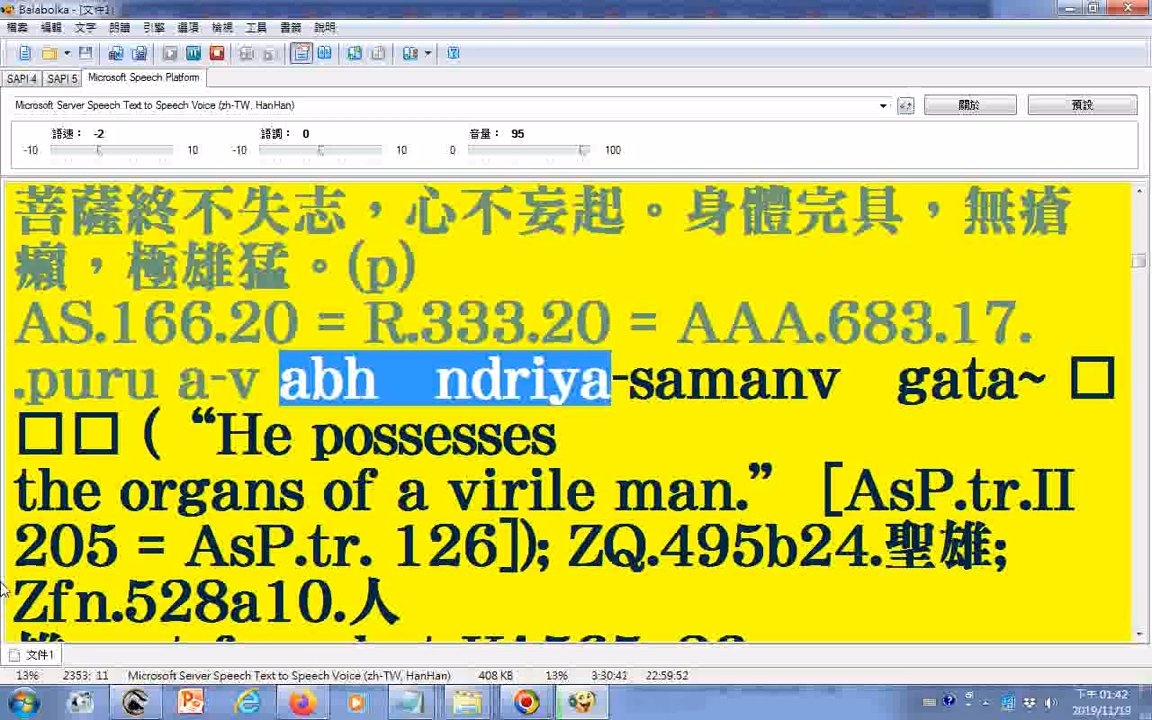 Balabolka - [文件1]
檔案 編輯 文字 朗讀 引擎 選項 檢視 工具 書籤 說明
SAPI 4 SAPI 5 Microsoft Speech Platform
Microsoft Server Speech Text to Speech Voice (zh-TW, HanHan) 關於 預設
語速： -2 語調： 0 音量： 95
-10 10 -10 10 0 100
菩薩終不失志，心不妄起。身體完具，無瘡
癩，極雄猛。(p)
AS.166.20 = R.333.20 = AAA.683.17.
.puru a-v abh ndriya-samanv gata~ □
□□ (“He possesses
the organs of a virile man.” [AsP.tr.II
205 = AsP.tr. 126]); ZQ.495b24.聖雄;
Zfn.528a10.人
文件1
13% 2353: 11 Microsoft Server Speech Text to Speech Voice (zh-TW, HanHan) 408 KB 13% 3:30:41 22:59:52
下午 01:42
2019/11/19